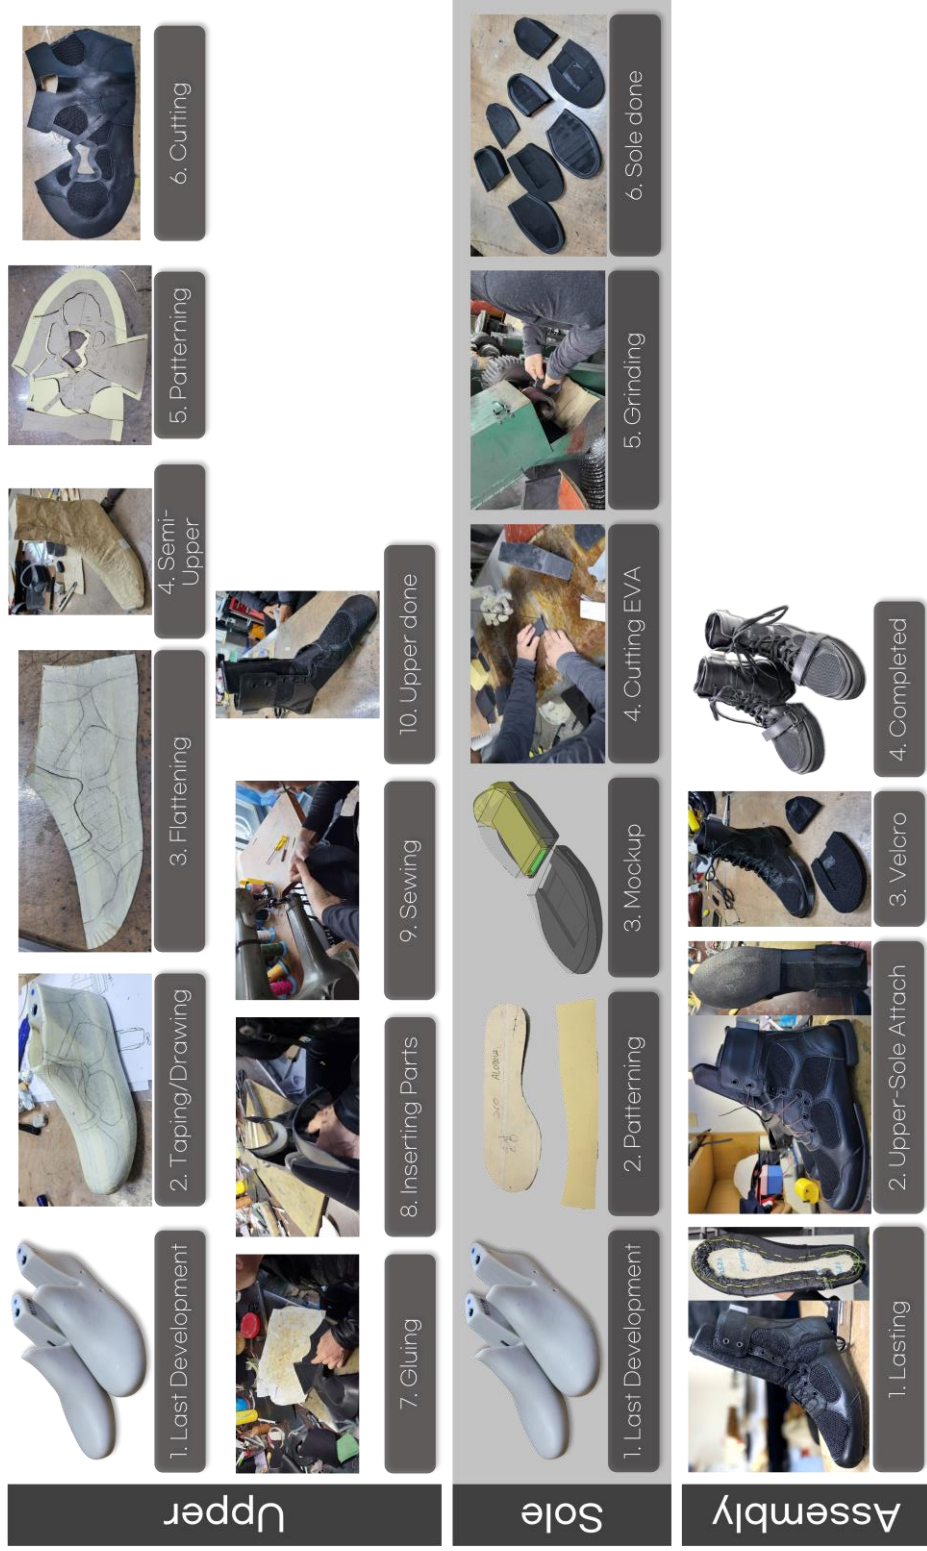 Upper
1. Last Development
2. Taping/Drawing
3. Flattening
4. Semi-
Upper
5. Patterning
6. Cutting
7. Gluing
8. Inserting Parts
9. Sewing
10. Upper done
Sole
1. Last Development
2. Patterning
3. Mockup
4. Cutting EVA
5. Grinding
6. Sole done
Assembly
1. Lasting
2. Upper-Sole Attach
3. Velcro
4. Completed